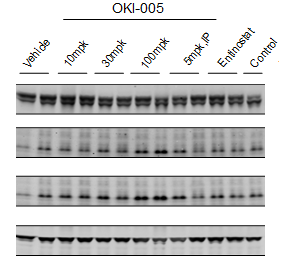 OKI-005
Vehicle
10mpk
30mpk
100mpk
5mpk,IP
Entinostat
Control